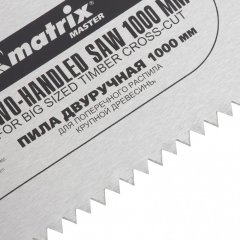 matrix
MASTER
WO-HANDLED SAW 1000 MM
FOR BIG SIZED TIMBER CROSS-CUT
ПИЛА ДВУРУЧНАЯ 1000 мм
ДЛЯ ПОПЕРЕЧНОГО РАСПИЛА
КРУПНОЙ ДРЕВЕСИНЫ